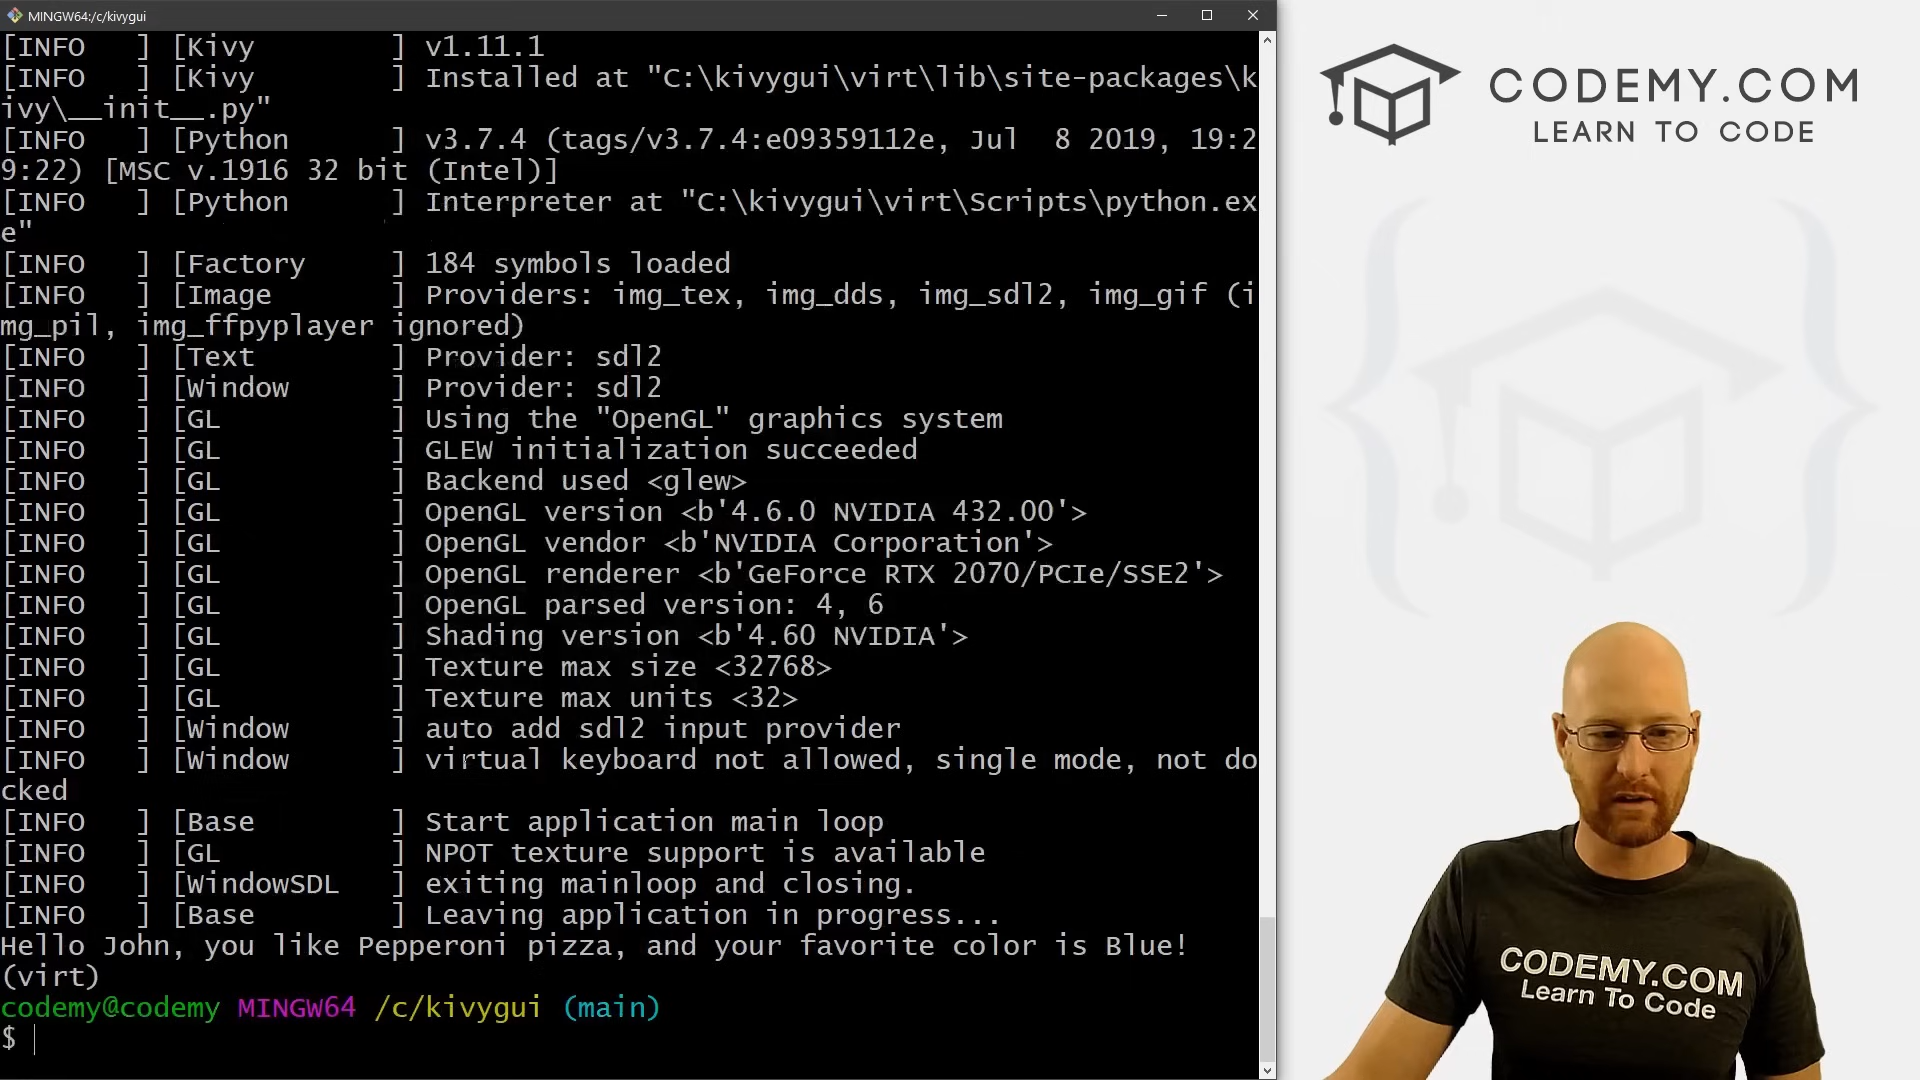 MINGW64:/c/kivygui
[INFO   ] [Kivy        ] v1.11.1
[INFO   ] [Kivy        ] Installed at "C:\kivygui\virt\lib\site-packages\k
ivy\__init__.py"
[INFO   ] [Python      ] v3.7.4 (tags/v3.7.4:e09359112e, Jul  8 2019, 19:2
9:22) [MSC v.1916 32 bit (Intel)]
[INFO   ] [Python      ] Interpreter at "C:\kivygui\virt\Scripts\python.ex
e"
[INFO   ] [Factory     ] 184 symbols loaded
[INFO   ] [Image       ] Providers: img_tex, img_dds, img_sdl2, img_gif (i
mg_pil, img_ffpyplayer ignored)
[INFO   ] [Text        ] Provider: sdl2
[INFO   ] [Window      ] Provider: sdl2
[INFO   ] [GL          ] Using the "OpenGL" graphics system
[INFO   ] [GL          ] GLEW initialization succeeded
[INFO   ] [GL          ] Backend used <glew>
[INFO   ] [GL          ] OpenGL version <b'4.6.0 NVIDIA 432.00'>
[INFO   ] [GL          ] OpenGL vendor <b'NVIDIA Corporation'>
[INFO   ] [GL          ] OpenGL renderer <b'GeForce RTX 2070/PCIe/SSE2'>
[INFO   ] [GL          ] OpenGL parsed version: 4, 6
[INFO   ] [GL          ] Shading version <b'4.60 NVIDIA'>
[INFO   ] [GL          ] Texture max size <32768>
[INFO   ] [GL          ] Texture max units <32>
[INFO   ] [Window      ] auto add sdl2 input provider
[INFO   ] [Window      ] virtual keyboard not allowed, single mode, not do
cked
[INFO   ] [Base        ] Start application main loop
[INFO   ] [GL          ] NPOT texture support is available
[INFO   ] [WindowSDL   ] exiting mainloop and closing.
[INFO   ] [Base        ] Leaving application in progress...
Hello John, you like Pepperoni pizza, and your favorite color is Blue!
(virt)
codemy@codemy MINGW64 /c/kivygui (main)
$
CODEMY.COM
LEARN TO CODE
CODEMY.COM
Learn To Code